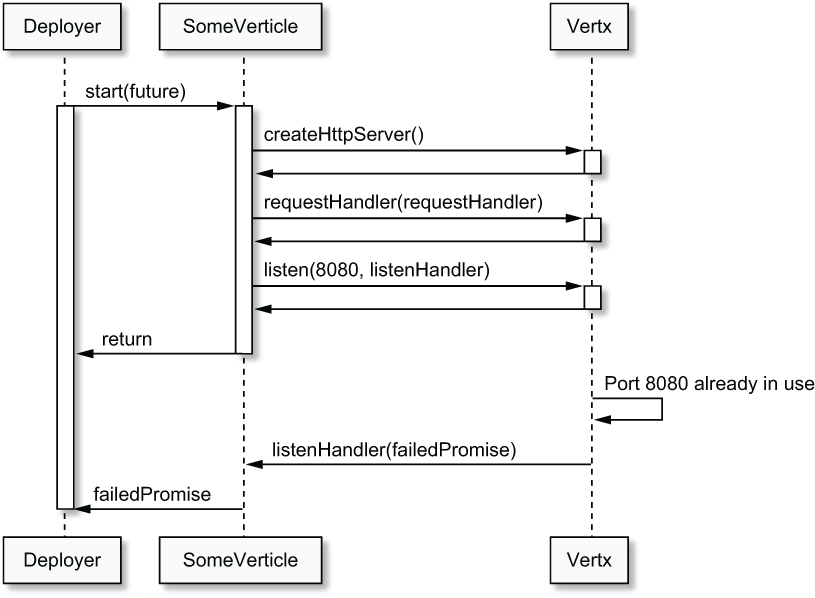 Deployer
SomeVerticle
Vertx
start(future)
createHttpServer()
requestHandler(requestHandler)
listen(8080, listenHandler)
return
Port 8080 already in use
listenHandler(failedPromise)
failedPromise
Deployer
SomeVerticle
Vertx